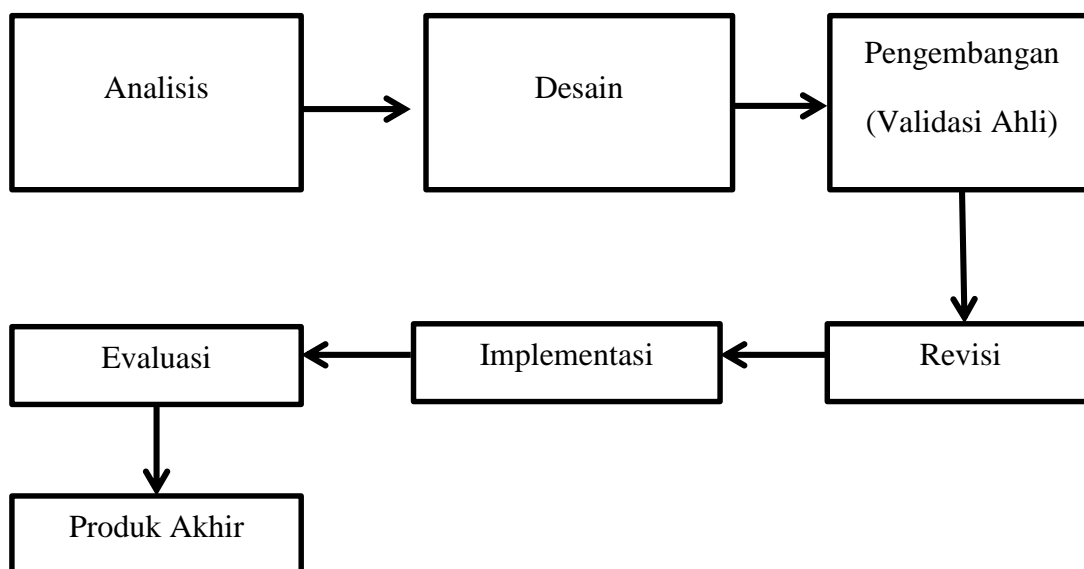 Analisis
Desain
Pengembangan
(Validasi Ahli)
Evaluasi
Implementasi
Revisi
Produk Akhir